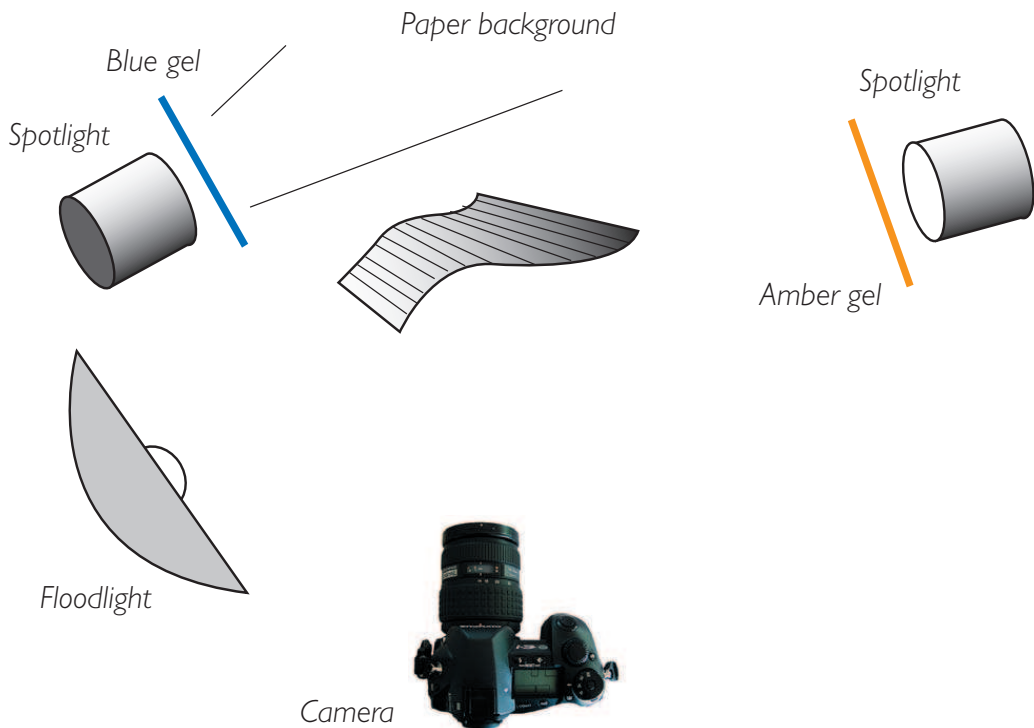 Paper background
Blue gel
Spotlight
Spotlight
Amber gel
Floodlight
Camera